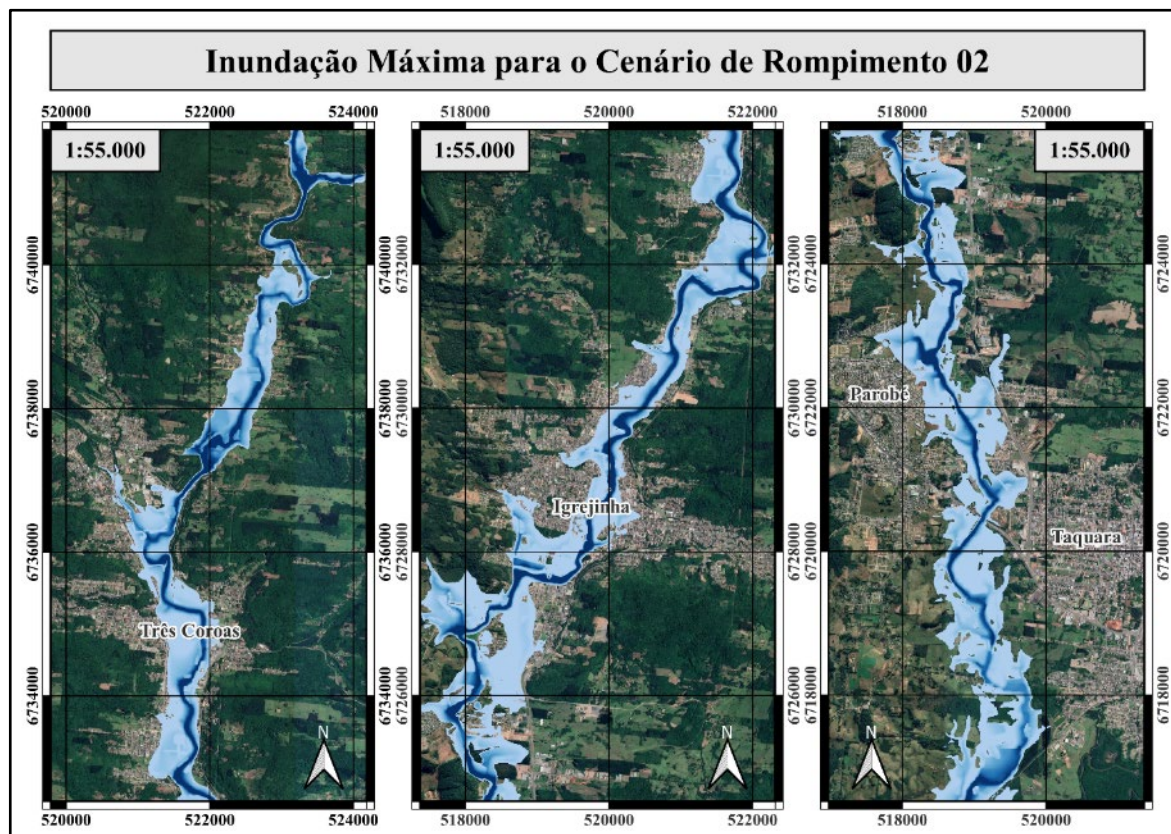 Inundação Máxima para o Cenário de Rompimento 02
520000 522000 524000
518000 520000 522000
518000 520000
1:55.000
1:55.000
1:55.000
6740000
6738000
6736000
6734000
Três Coroas
N
520000 522000 524000
6740000
6738000
6736000
6734000
6732000
6730000
6728000
6726000
Igrejinha
N
518000 520000 522000
6732000
6730000
6728000
6726000
6724000
6722000
6720000
6718000
Parobé
Taquara
N
518000 520000
6724000
6722000
6720000
6718000